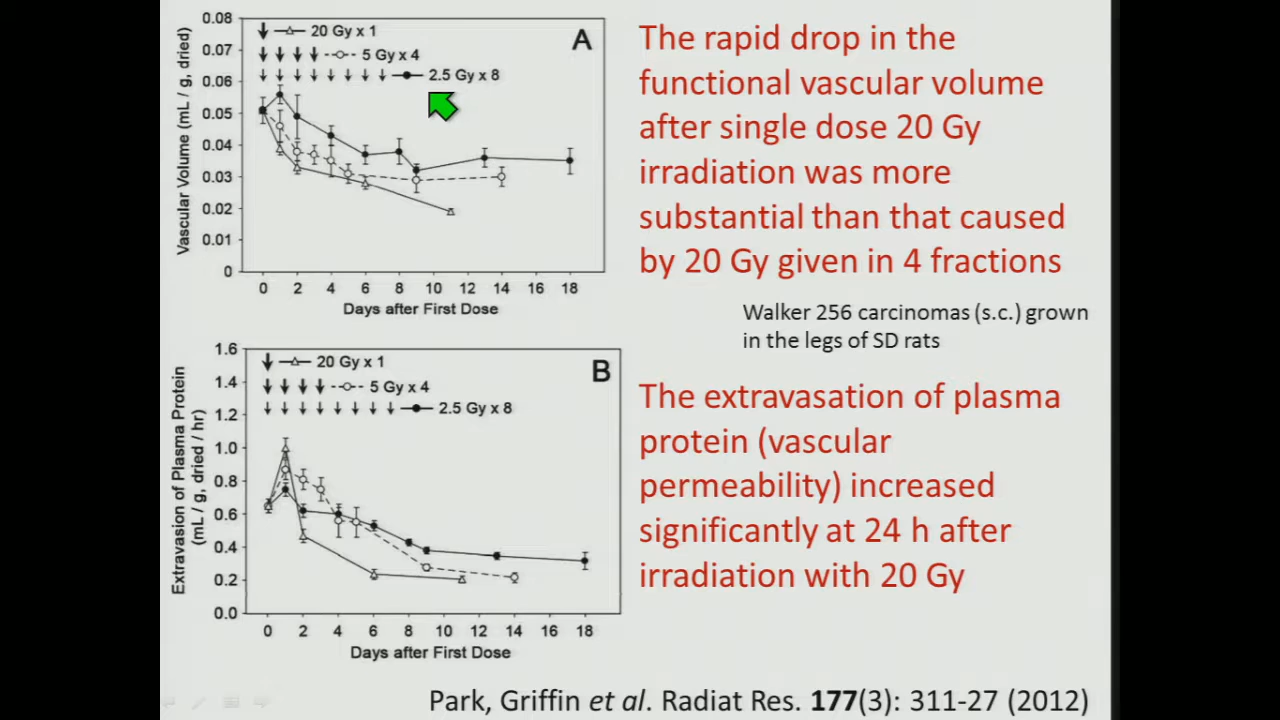 0.08
0.07
0.06
0.05
0.04
0.03
0.02
0.01
0
Vascular Volume (mL / g, dried)
20 Gy x 1
5 Gy x 4
2.5 Gy x 8
A
0 2 4 6 8 10 12 14 16 18
Days after First Dose
The rapid drop in the
functional vascular volume
after single dose 20 Gy
irradiation was more
substantial than that caused
by 20 Gy given in 4 fractions
Walker 256 carcinomas (s.c.) grown
in the legs of SD rats
1.6
1.4
1.2
1.0
0.8
0.6
0.4
0.2
0.0
Extravasion of Plasma Protein
(mL / g, dried / hr)
20 Gy x 1
5 Gy x 4
2.5 Gy x 8
B
0 2 4 6 8 10 12 14 16 18
Days after First Dose
The extravasation of plasma
protein (vascular
permeability) increased
significantly at 24 h after
irradiation with 20 Gy
Park, Griffin et al. Radiat Res. 177(3): 311-27 (2012)